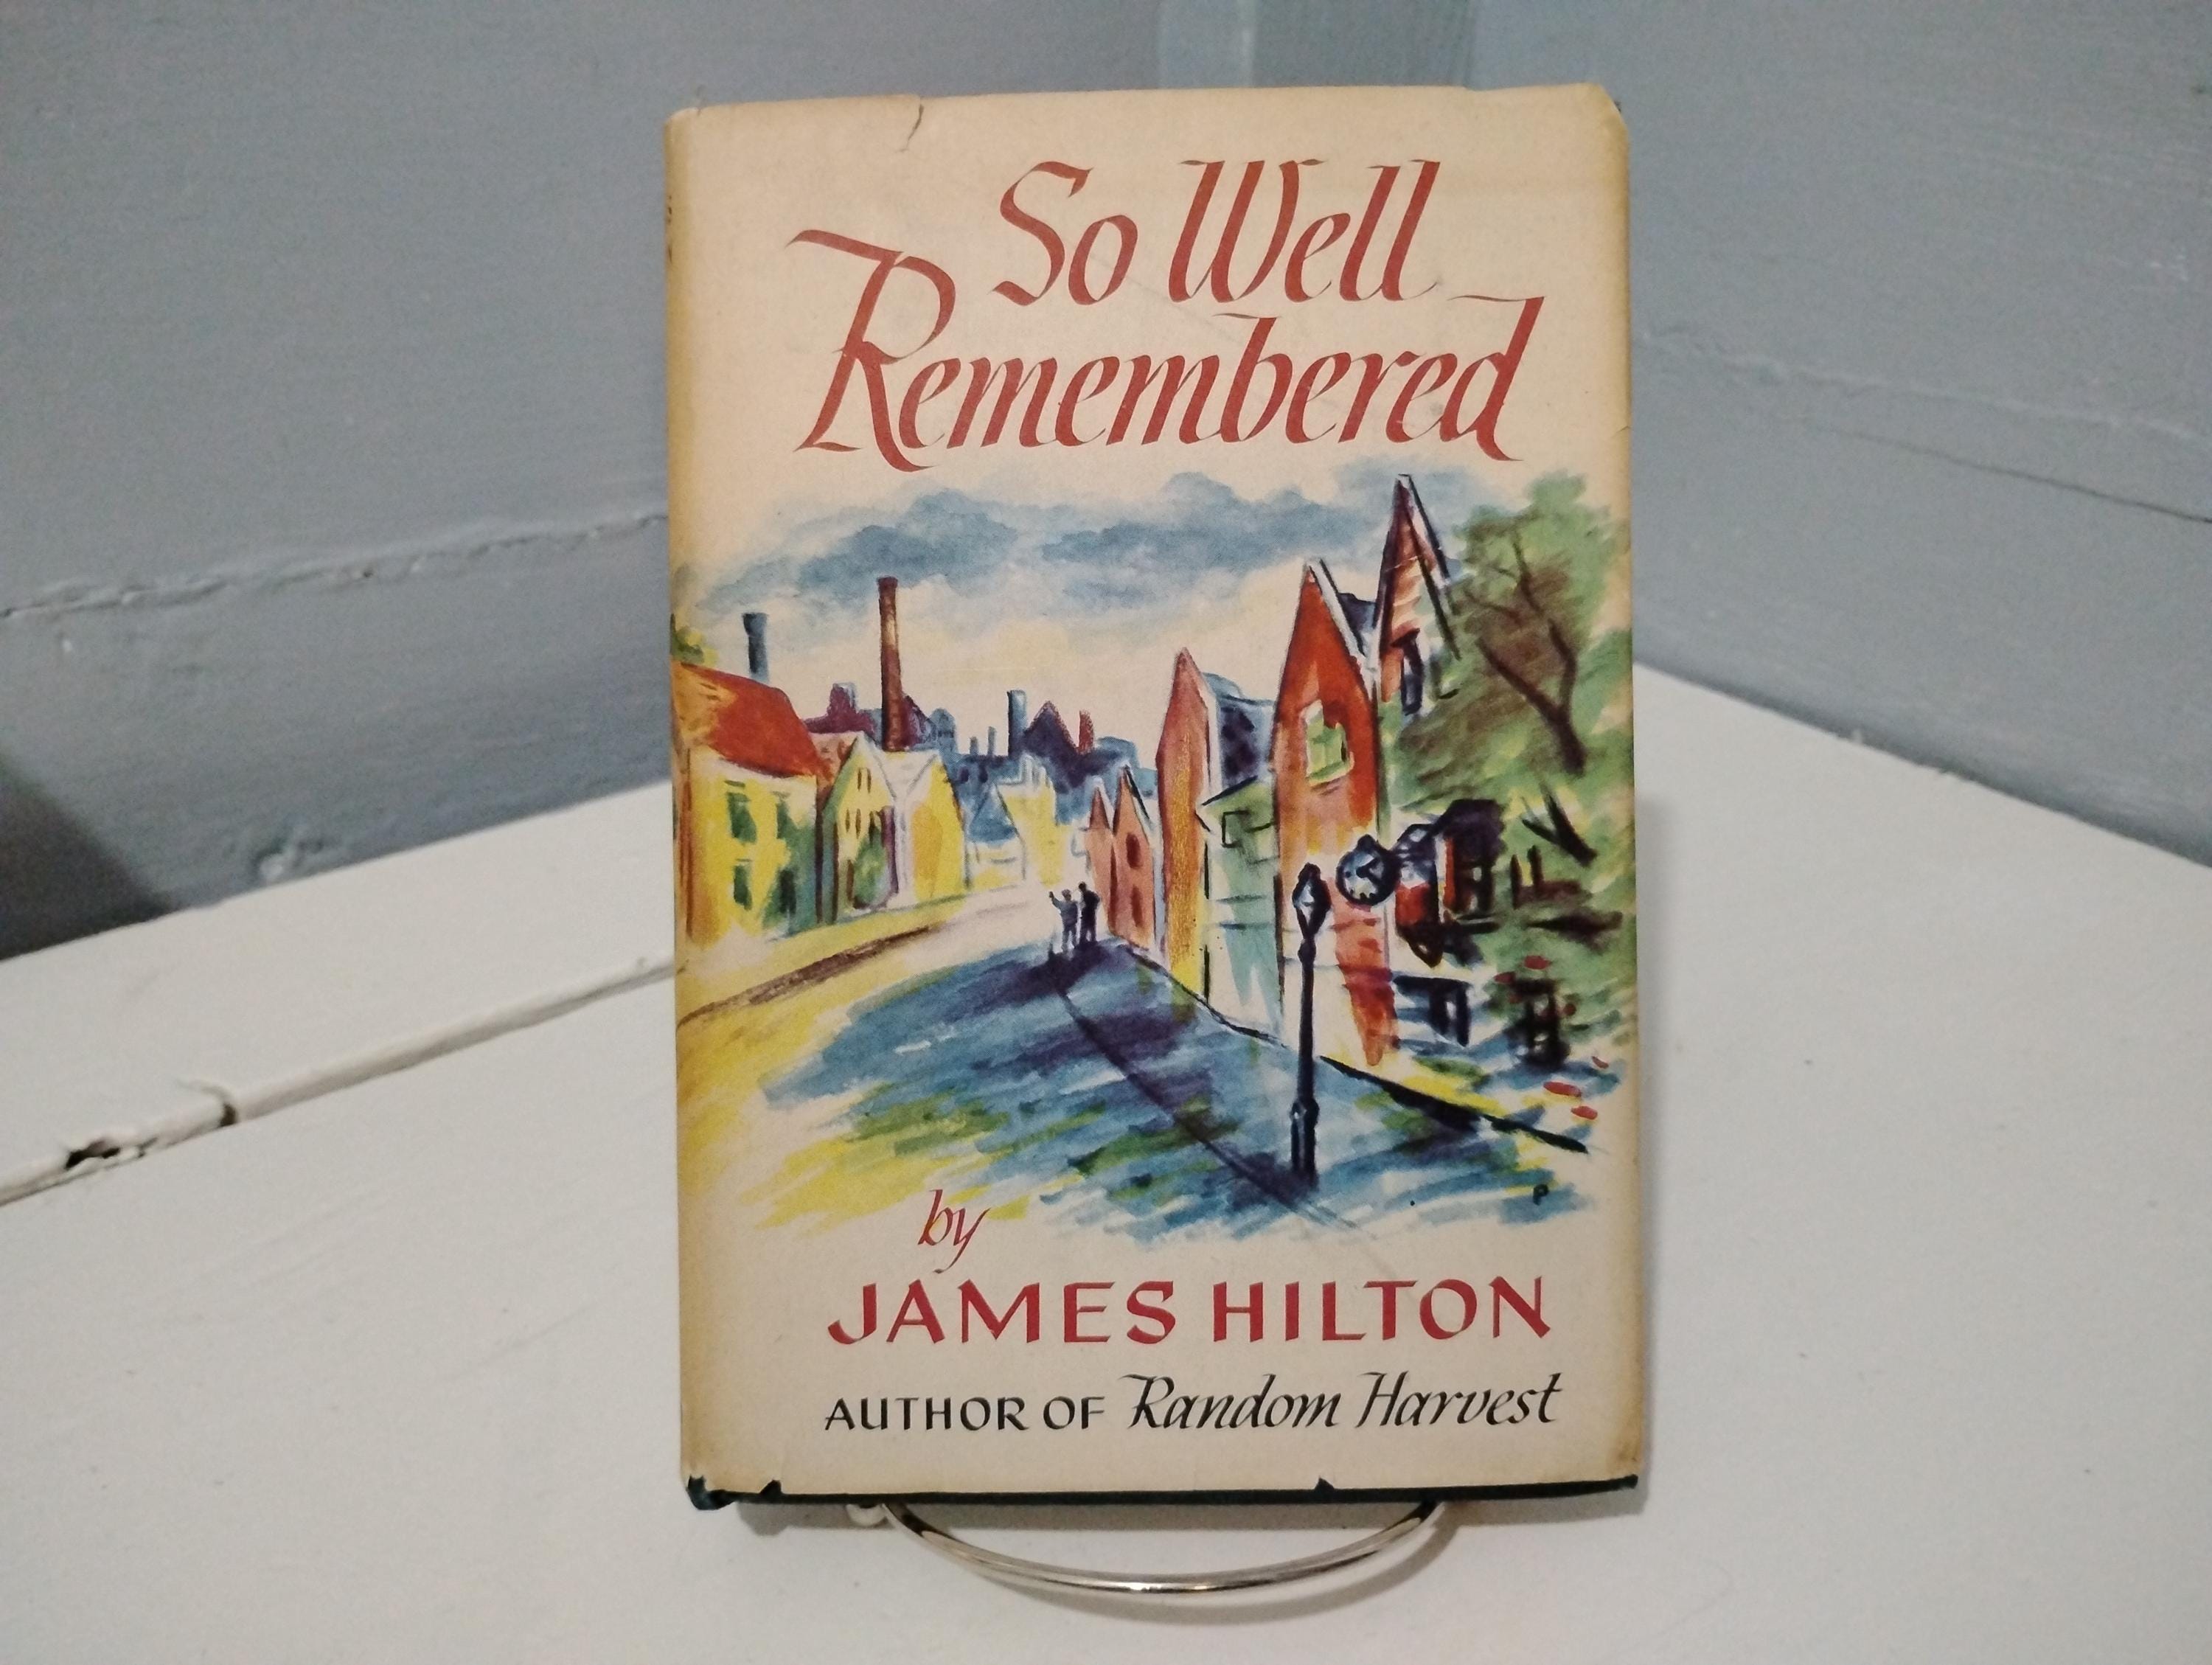 So Well
Remembered
P
by
JAMES HILTON
AUTHOR OF Random Harvest